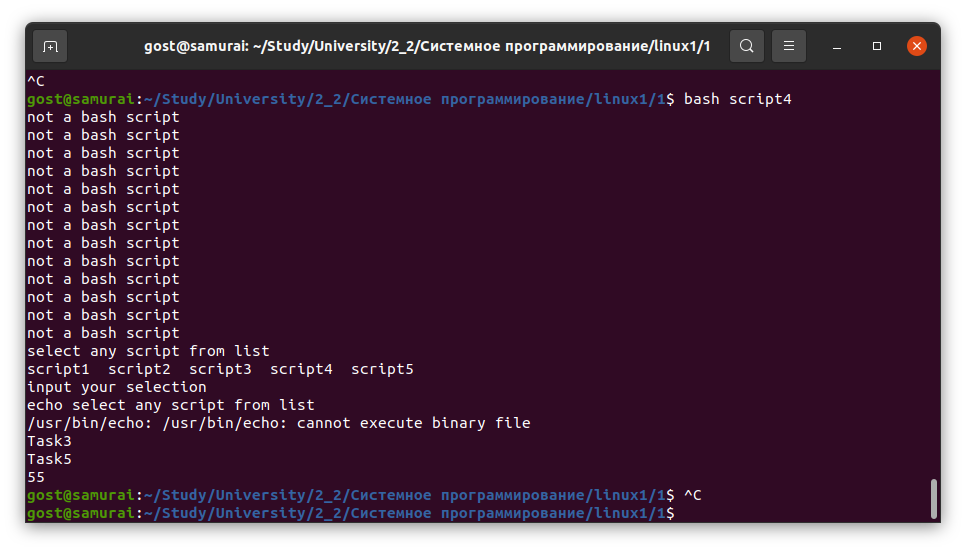 gost@samurai: ~/Study/University/2_2/Системное программирование/linux1/1
^C
gost@samurai:~/Study/University/2_2/Системное программирование/linux1/1$ bash script4
not a bash script
not a bash script
not a bash script
not a bash script
not a bash script
not a bash script
not a bash script
not a bash script
not a bash script
not a bash script
not a bash script
not a bash script
not a bash script
select any script from list
script1  script2  script3  script4  script5
input your selection
echo select any script from list
/usr/bin/echo: /usr/bin/echo: cannot execute binary file
Task3
Task5
55
gost@samurai:~/Study/University/2_2/Системное программирование/linux1/1$ ^C
gost@samurai:~/Study/University/2_2/Системное программирование/linux1/1$